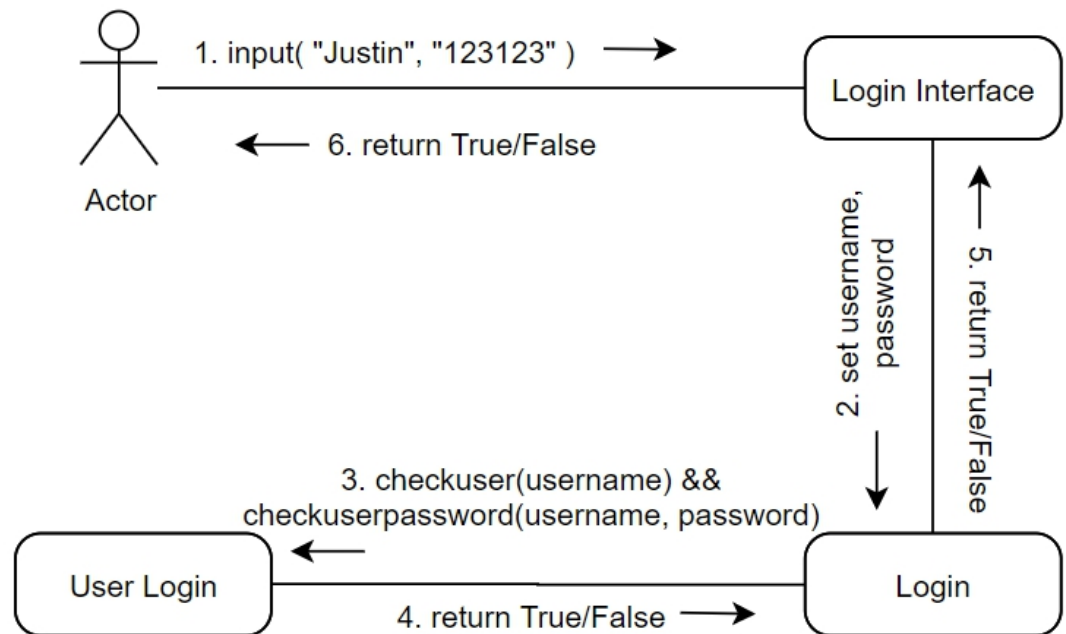 1. input( "Justin", "123123" )
Login Interface
6. return True/False
Actor
2. set username,
password
5. return True/False
3. checkuser(username) &&
checkuserpassword(username, password)
User Login
Login
4. return True/False